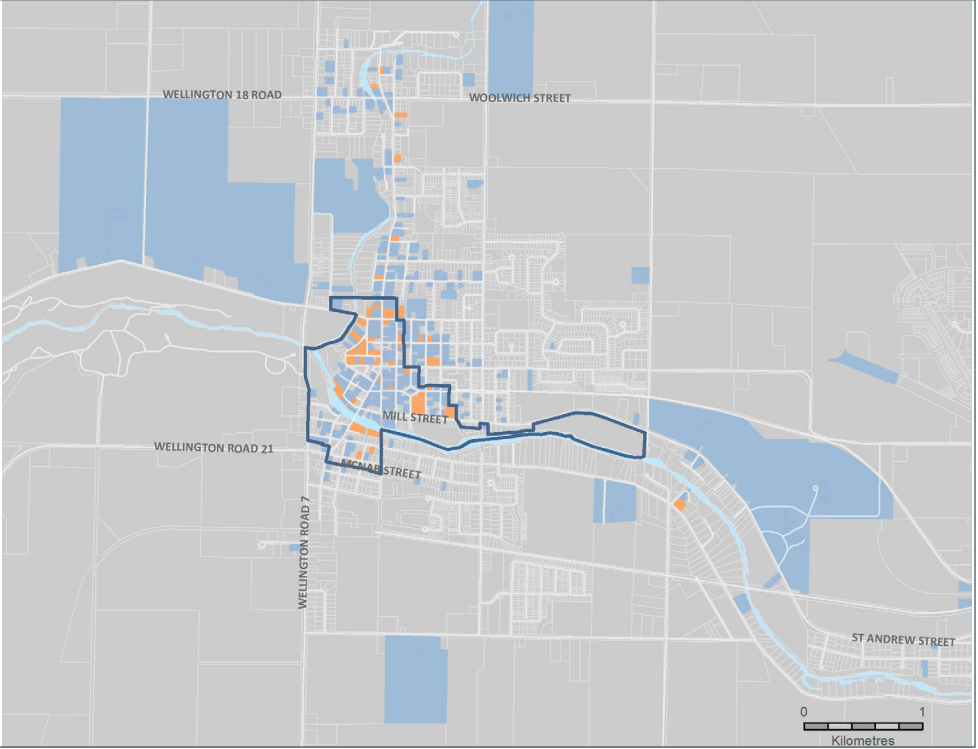 WELLINGTON 18 ROAD
WOOLWICH STREET
MILL STREET
WELLINGTON ROAD 21
MCNAB STREET
WELLINGTON ROAD 7
ST ANDREW STREET
0 1
Kilometres